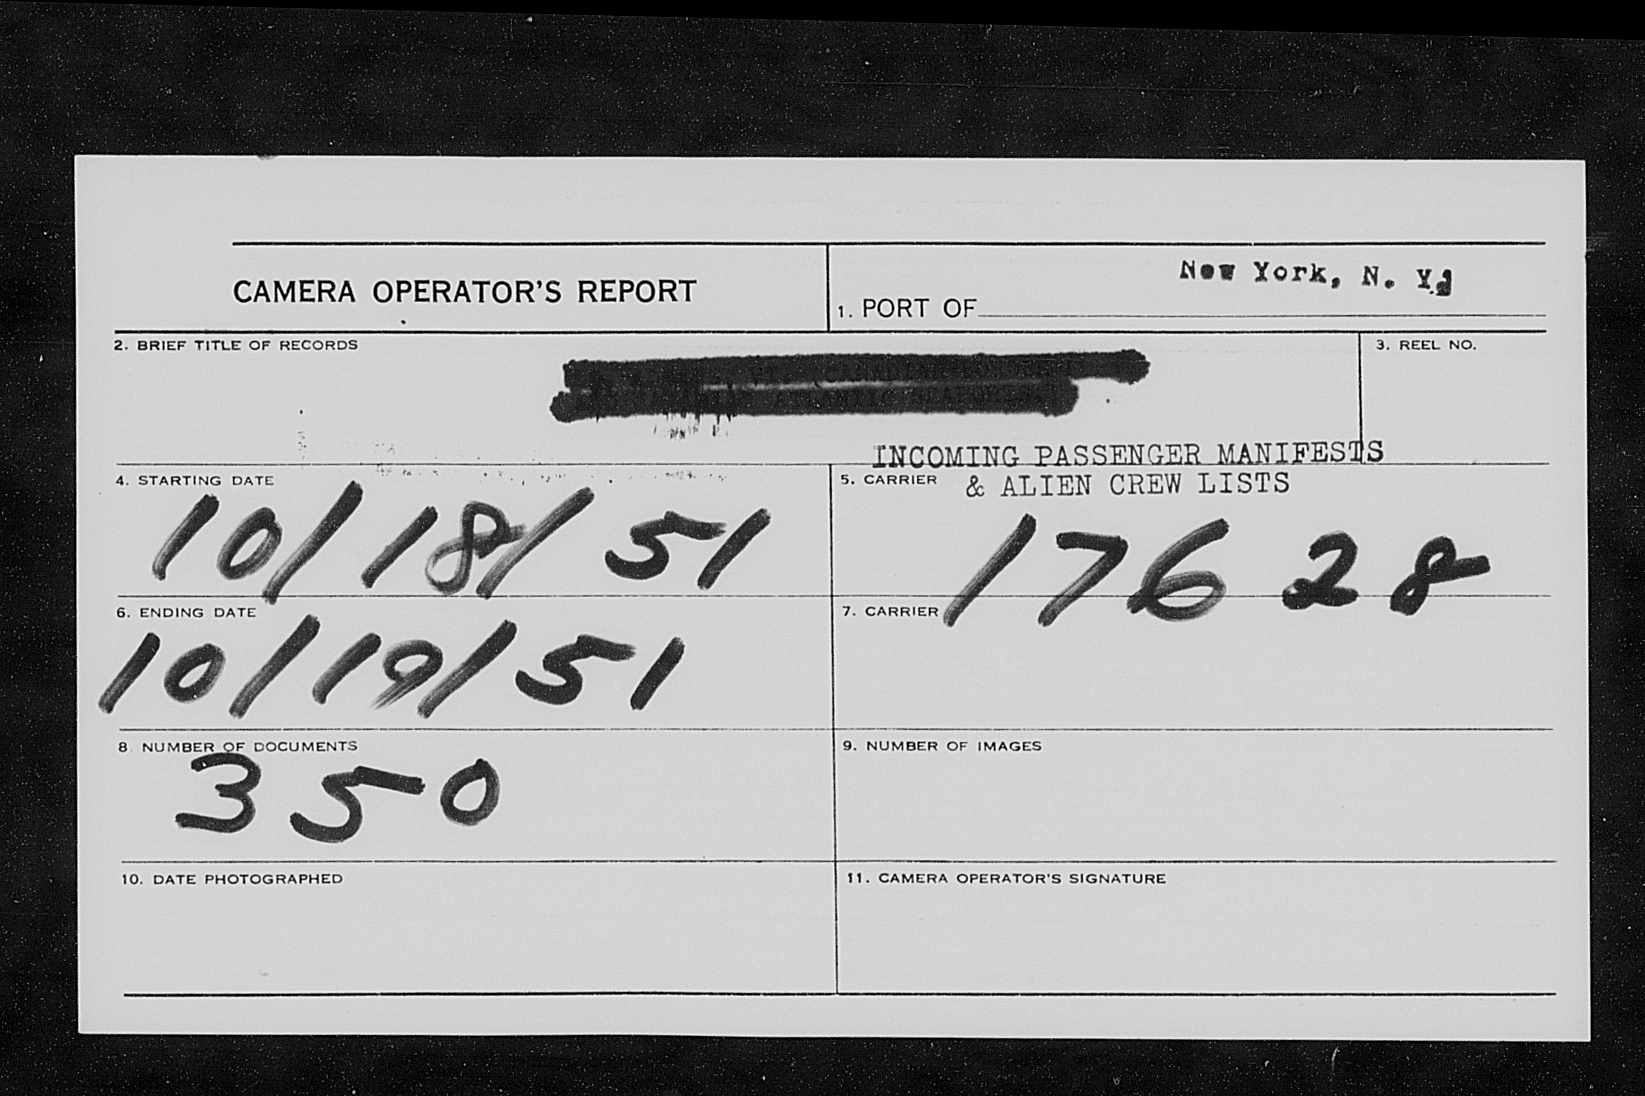 CAMERA OPERATOR'S REPORT
1. PORT OF New York, N. Y.
2. BRIEF TITLE OF RECORDS
3. REEL NO.
INCOMING PASSENGER MANIFESTS
& ALIEN CREW LISTS
4. STARTING DATE
10/18/51
5. CARRIER
17628
6. ENDING DATE
10/19/51
7. CARRIER
8. NUMBER OF DOCUMENTS
350
9. NUMBER OF IMAGES
10. DATE PHOTOGRAPHED
11. CAMERA OPERATOR'S SIGNATURE